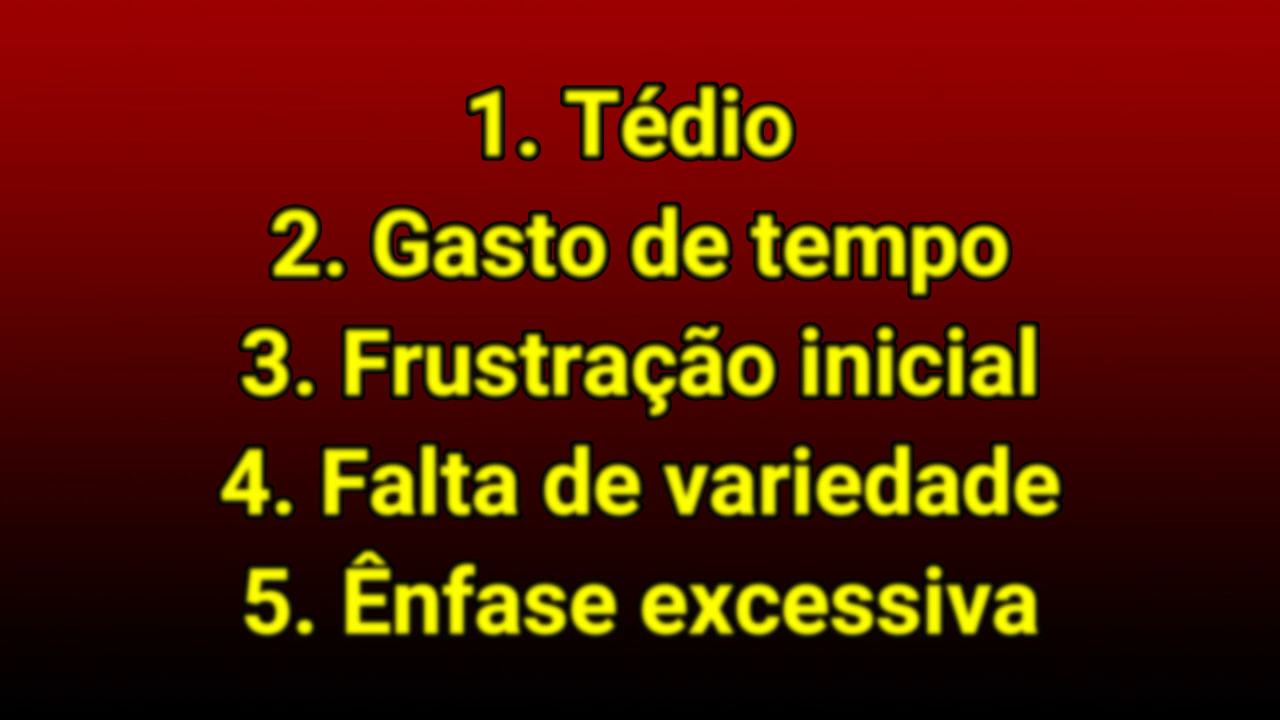 1. Tédio
2. Gasto de tempo
3. Frustração inicial
4. Falta de variedade
5. Ênfase excessiva